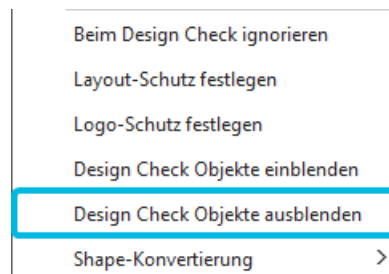 Beim Design Check ignorieren
Layout-Schutz festlegen
Logo-Schutz festlegen
Design Check Objekte einblenden
Design Check Objekte ausblenden
Shape-Konvertierung